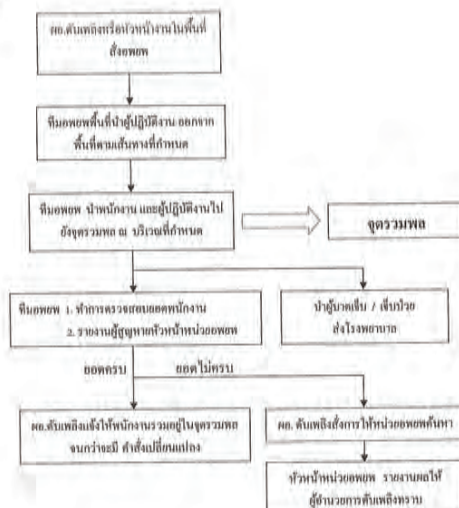 ผอ.ดับเพลิงหรือหัวหน้างานในพื้นที่
สั่งอพยพ
ทีมอพยพพื้นที่นำผู้ปฏิบัติงาน ออกจาก
พื้นที่ตามเส้นทางที่กำหนด
ทีมอพยพ นำพนักงาน และผู้ปฏิบัติงานไป
ยังจุดรวมพล ณ บริเวณที่กำหนด
จุดรวมพล
ทีมอพยพ 1. ทำการตรวจสอบยอดพนักงาน
2. รายงานผู้สูญหายหัวหน้าหน่วยอพยพ
นำผู้บาดเจ็บ / เจ็บป่วย
ส่งโรงพยาบาล
ยอดครบ
ยอดไม่ครบ
ผอ.ดับเพลิงแจ้งให้พนักงานรวมอยู่ในจุดรวมพล
จนกว่าจะมี คำสั่งเปลี่ยนแปลง
ผอ. ดับเพลิงสั่งการให้หน่วยอพยพค้นหา
หัวหน้าหน่วยอพยพ รายงานผลให้
ผู้อำนวยการดับเพลิงทราบ